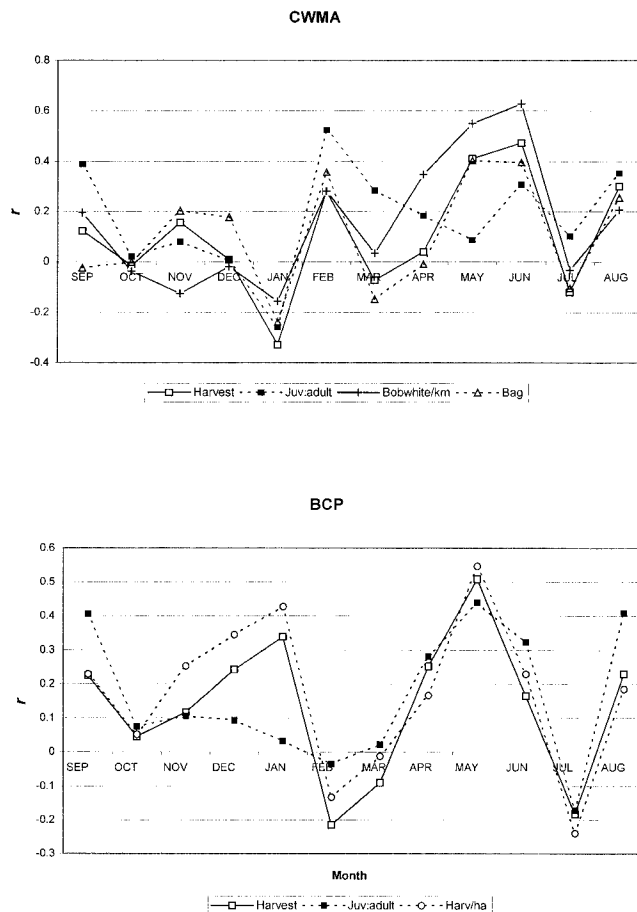 CWMA
0.8
0.6
0.4
0.2
0
-0.2
-0.4
r
SEP OCT NOV DEC JAN FEB MAR APR MAY JUN JUL AUG
Harvest Juv:adult Bobwhite/km Bag
BCP
0.6
0.5
0.4
0.3
0.2
0.1
0
-0.1
-0.2
-0.3
r
SEP OCT NOV DEC JAN FEB MAR APR MAY JUN JUL AUG
Month
Harvest Juv:adult Harv/ha